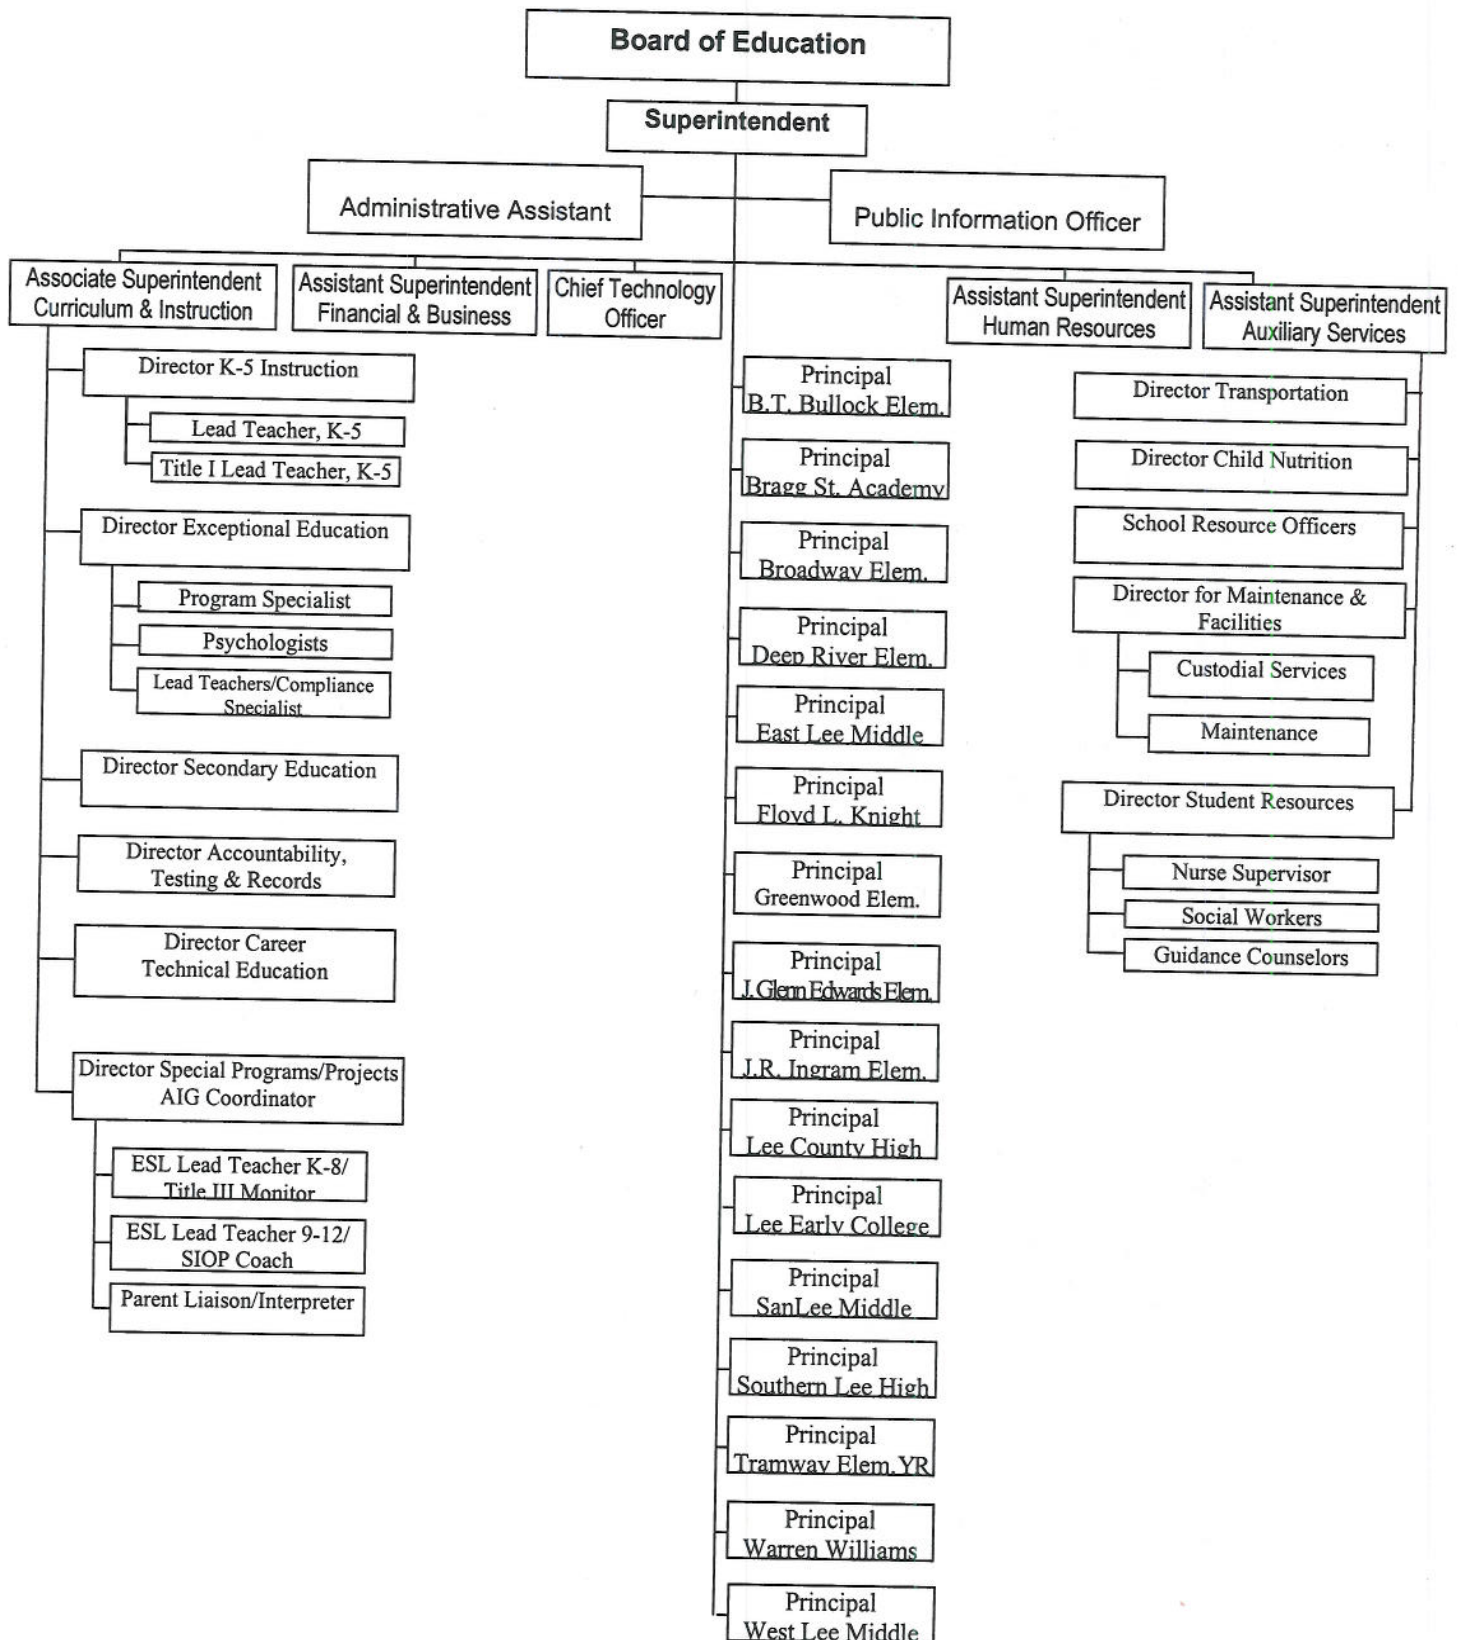 Board of Education
Superintendent
Administrative Assistant
Public Information Officer
Associate Superintendent
Curriculum & Instruction
Assistant Superintendent
Financial & Business
Chief Technology
Officer
Assistant Superintendent
Human Resources
Assistant Superintendent
Auxiliary Services
Director K-5 Instruction
Lead Teacher, K-5
Title I Lead Teacher, K-5
Director Exceptional Education
Program Specialist
Psychologists
Lead Teachers/Compliance
Specialist
Director Secondary Education
Director Accountability,
Testing & Records
Director Career
Technical Education
Director Special Programs/Projects
AIG Coordinator
ESL Lead Teacher K-8/
Title III Monitor
ESL Lead Teacher 9-12/
SIOP Coach
Parent Liaison/Interpreter
Principal
B.T. Bullock Elem.
Principal
Bragg St. Academy
Principal
Broadway Elem.
Principal
Deep River Elem.
Principal
East Lee Middle
Principal
Floyd L. Knight
Principal
Greenwood Elem.
Principal
J.Glenn Edwards Elem.
Principal
J.R. Ingram Elem.
Principal
Lee County High
Principal
Lee Early College
Principal
SanLee Middle
Principal
Southern Lee High
Principal
Tramway Elem. YR
Principal
Warren Williams
Principal
West Lee Middle
Director Transportation
Director Child Nutrition
School Resource Officers
Director for Maintenance &
Facilities
Custodial Services
Maintenance
Director Student Resources
Nurse Supervisor
Social Workers
Guidance Counselors